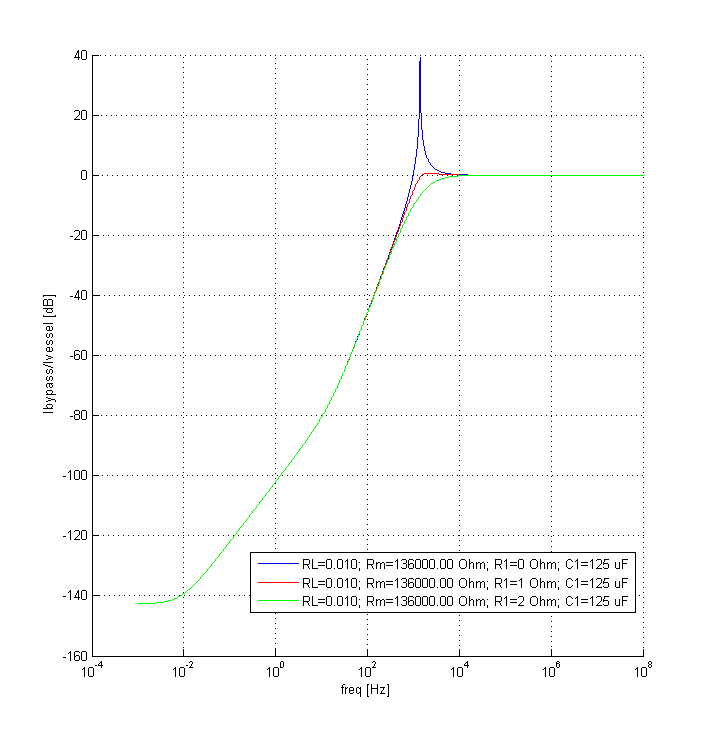 40
20
0
-20
-40
-60
-80
-100
-120
-140
-160
Ibypass/Ivessel [dB]
RL=0.010; Rm=136000.00 Ohm; R1=0 Ohm; C1=125 uF
RL=0.010; Rm=136000.00 Ohm; R1=1 Ohm; C1=125 uF
RL=0.010; Rm=136000.00 Ohm; R1=2 Ohm; C1=125 uF
10^-4 10^-2 10^0 10^2 10^4 10^6 10^8
freq [Hz]